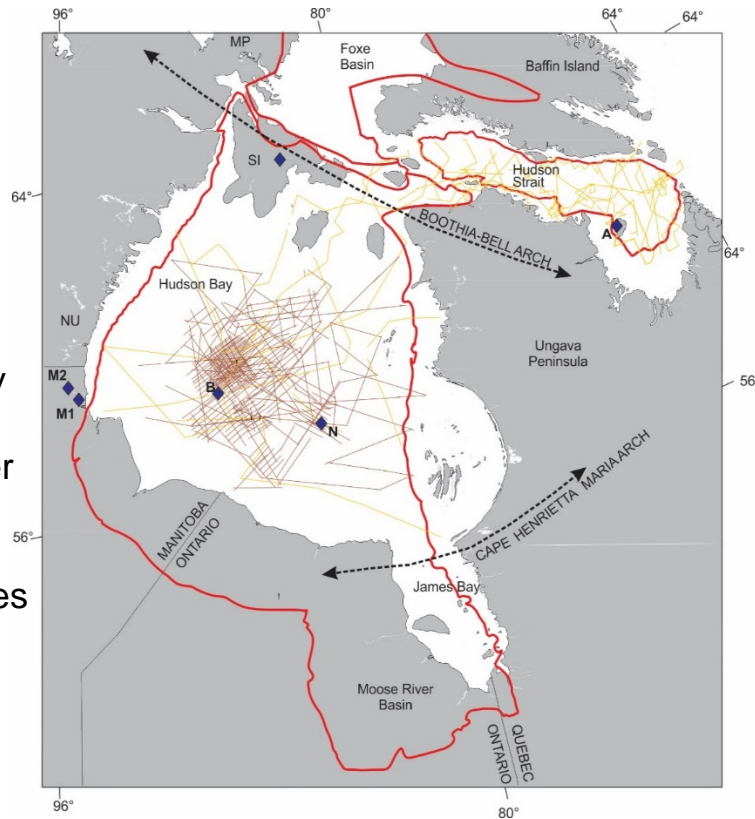 96°
80°
64°
64°
MP
Foxe
Basin
Baffin Island
SI
Hudson
Strait
64°
BOOTHIA-BELL ARCH
A
64°
Hudson Bay
NU
Ungava
Peninsula
y
M2
B
56°
M1
N
er
CAPE HENRIETTA MARIA ARCH
MANITOBA
ONTARIO
56°
James Bay
es
Moose River
Basin
ONTARIO
QUEBEC
96°
80°